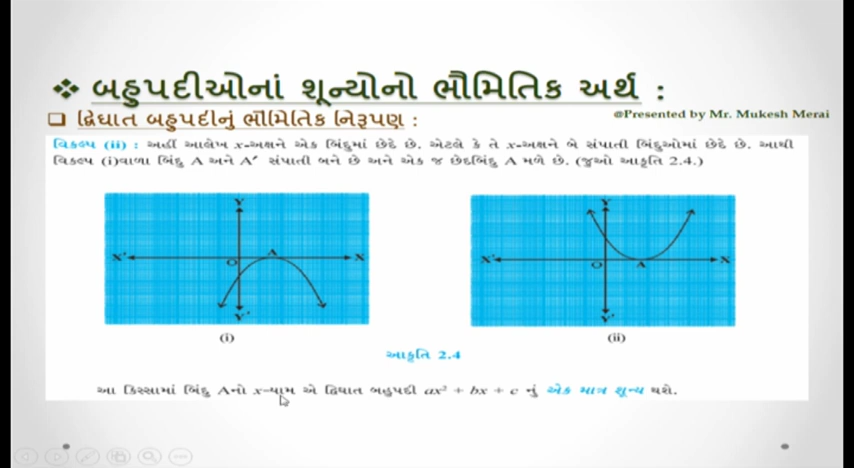 ❖ બહુપદીઓનાં શૂન્યોનો ભૌમિતિક અર્થ :
❑ દ્વિઘાત બહુપદીનું ભૌમિતિક નિરૂપણ :
@Presented by Mr. Mukesh Merai
વિકલ્પ (ii) : અહીં આલેખ x-અક્ષને એક બિંદુમાં છેદે છે. એટલે કે તે x-અક્ષને બે સંપાતી બિંદુઓમાં છેદે છે. આથી
વિકલ્પ (i)વાળા બિંદુ A અને A′ સંપાતી બને છે અને એક જ છેદબિંદુ A મળે છે. (જુઓ આકૃતિ 2.4.)
Y
X′ O A X
Y′
(i)
Y
X′ O A X
Y′
(ii)
આકૃતિ 2.4
આ કિસ્સામાં બિંદુ Aનો x-યામ એ દ્વિઘાત બહુપદી ax² + bx + c નું એક માત્ર શૂન્ય થશે.